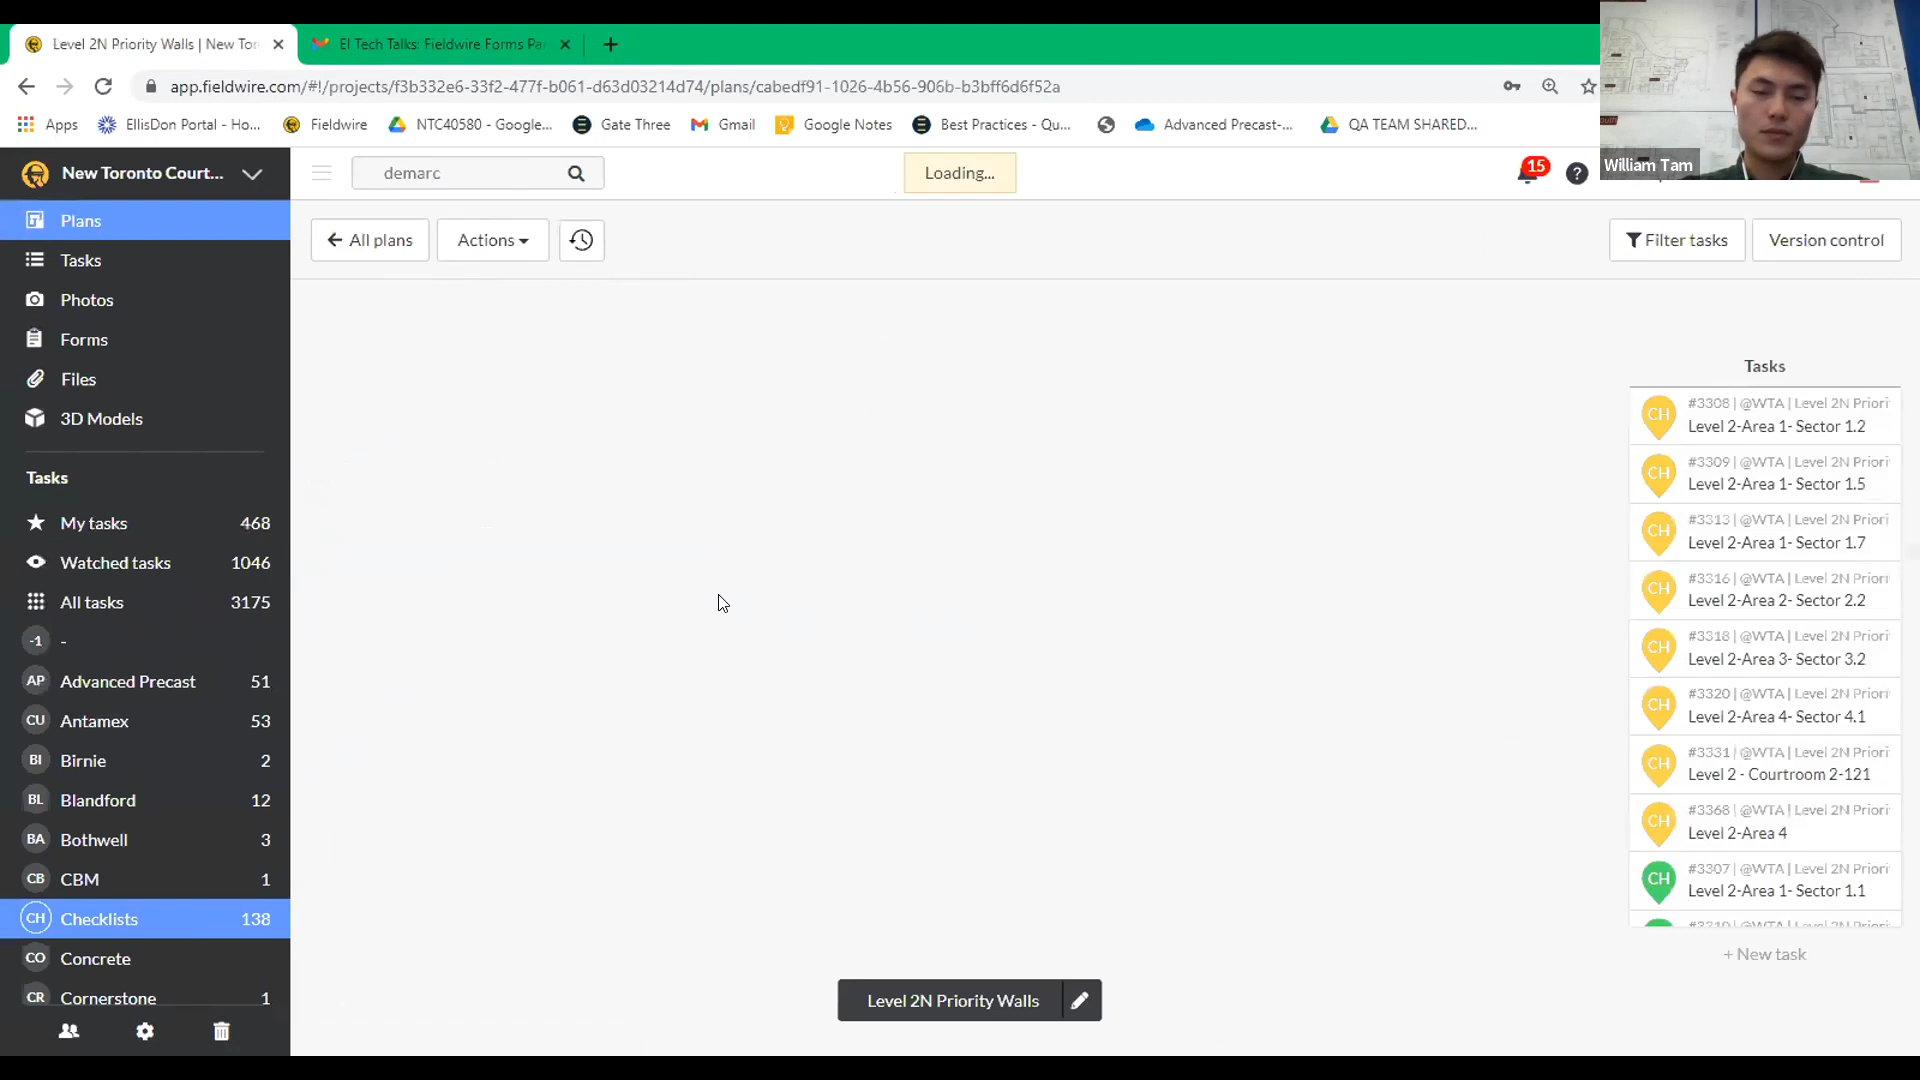 Level 2N Priority Walls | New Tor
EI Tech Talks: Fieldwire Forms Pa
app.fieldwire.com/#!/projects/f3b332e6-33f2-477f-b061-d63d03214d74/plans/cabedf91-1026-4b56-906b-b3bff6d6f52a
Apps
EllisDon Portal - Ho...
Fieldwire
NTC40580 - Google...
Gate Three
Gmail
Google Notes
Best Practices - Qu...
Advanced Precast-...
QA TEAM SHARED...
William Tam
New Toronto Court...
demarc
Loading...
15
?
Plans
All plans
Actions
Filter tasks
Version control
Tasks
Photos
Forms
Files
3D Models
Tasks
My tasks 468
Watched tasks 1046
All tasks 3175
-1 -
AP Advanced Precast 51
CU Antamex 53
BI Birnie 2
BL Blandford 12
BA Bothwell 3
CB CBM 1
CH Checklists 138
CO Concrete
CR Cornerstone 1
Tasks
#3308 | @WTA | Level 2N Priori
CH Level 2-Area 1- Sector 1.2
#3309 | @WTA | Level 2N Priori
CH Level 2-Area 1- Sector 1.5
#3313 | @WTA | Level 2N Priori
CH Level 2-Area 1- Sector 1.7
#3316 | @WTA | Level 2N Priori
CH Level 2-Area 2- Sector 2.2
#3318 | @WTA | Level 2N Priori
CH Level 2-Area 3- Sector 3.2
#3320 | @WTA | Level 2N Priori
CH Level 2-Area 4- Sector 4.1
#3331 | @WTA | Level 2N Priori
CH Level 2 - Courtroom 2-121
#3368 | @WTA | Level 2N Priori
CH Level 2-Area 4
#3307 | @WTA | Level 2N Priori
CH Level 2-Area 1- Sector 1.1
+ New task
Level 2N Priority Walls